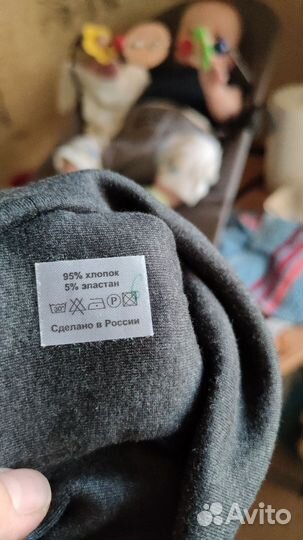 95% хлопок
5% эластан
Сделано в России
Avito